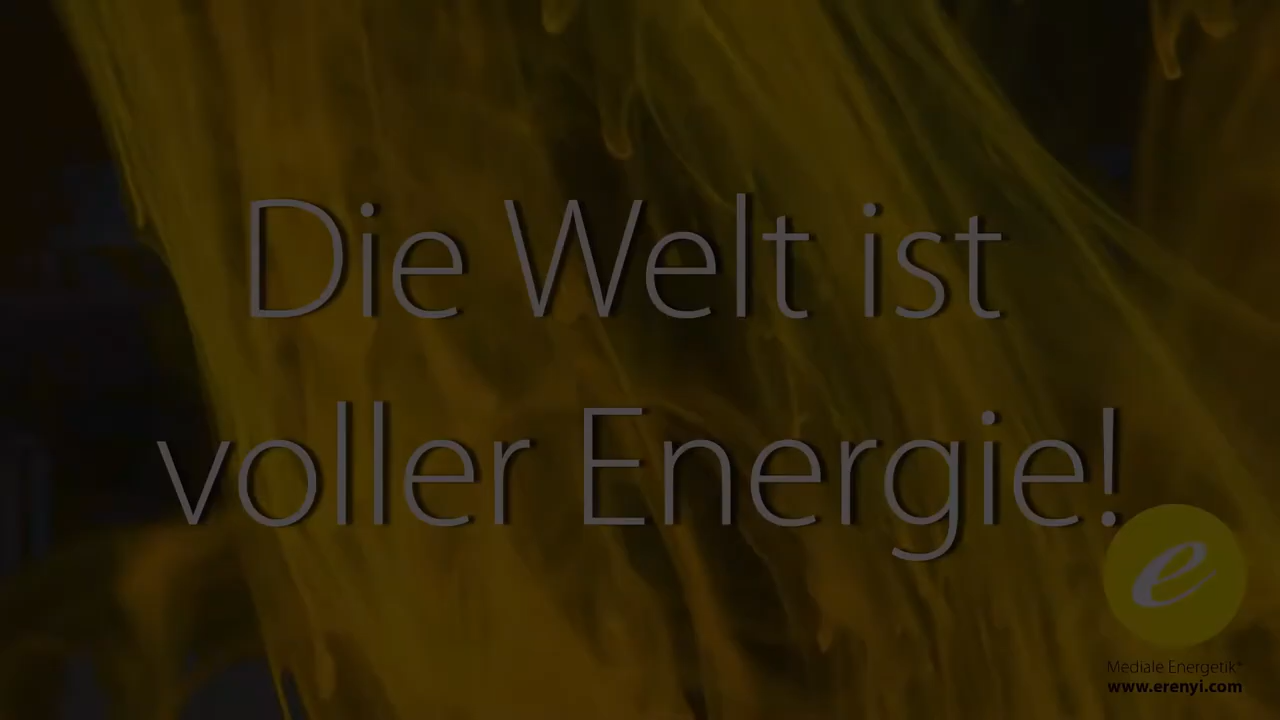 Die Welt ist
voller Energie!
e
Mediale Energetik®
www.erenyi.com